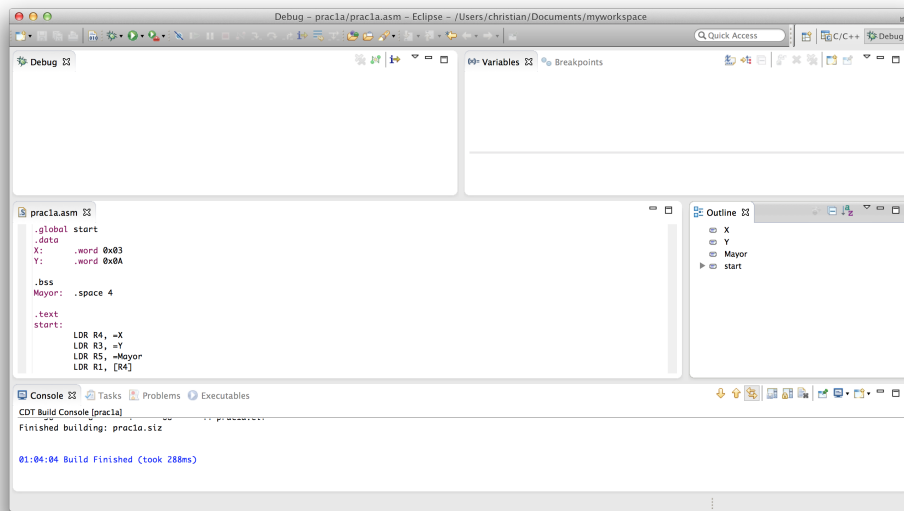 Debug - prac1a/prac1a.asm - Eclipse - /Users/christian/Documents/myworkspace
Quick Access
C/C++
Debug
Debug
Variables
Breakpoints
prac1a.asm
.global start
.data
X: .word 0x03
Y: .word 0x0A
.bss
Mayor: .space 4
.text
start:
LDR R4, =X
LDR R3, =Y
LDR R5, =Mayor
LDR R1, [R4]
Outline
X
Y
Mayor
start
Console
Tasks
Problems
Executables
CDT Build Console [prac1a]
Finished building: prac1a.siz
01:04:04 Build Finished (took 288ms)